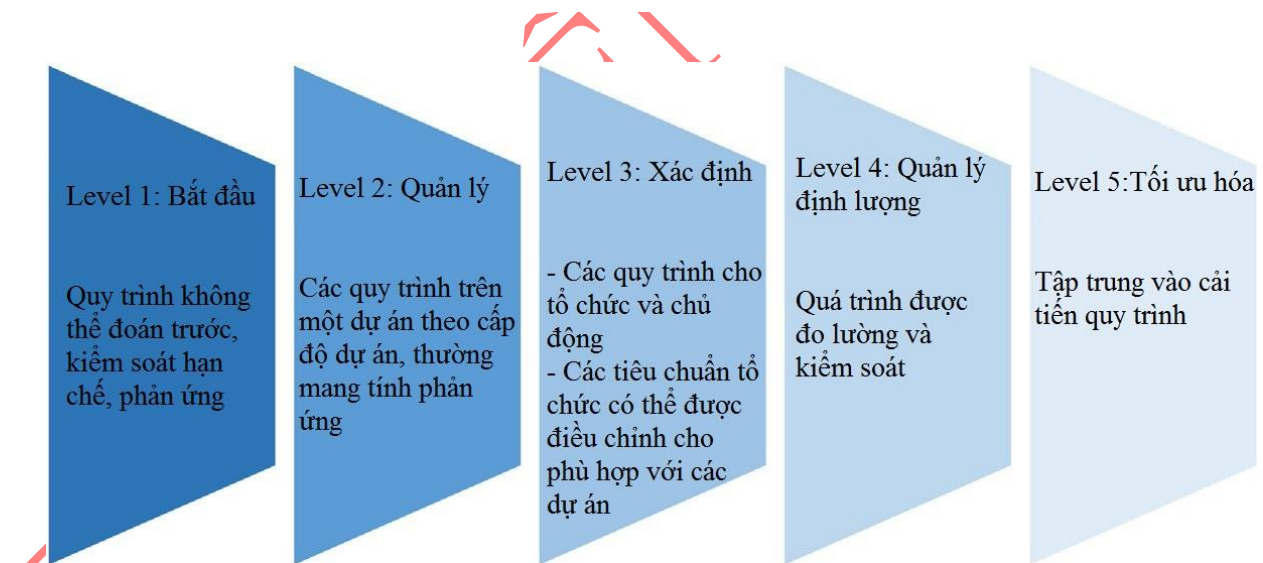 Level 1: Bắt đầu
Quy trình không
thể đoán trước,
kiểm soát hạn
chế, phản ứng
Level 2: Quản lý
Các quy trình trên
một dự án theo cấp
độ dự án, thường
mang tính phản
ứng
Level 3: Xác định
- Các quy trình cho
tổ chức và chủ
động
- Các tiêu chuẩn tổ
chức có thể được
điều chỉnh cho
phù hợp với các
dự án
Level 4: Quản lý
định lượng
Quá trình được
đo lường và
kiểm soát
Level 5:Tối ưu hóa
Tập trung vào cải
tiến quy trình